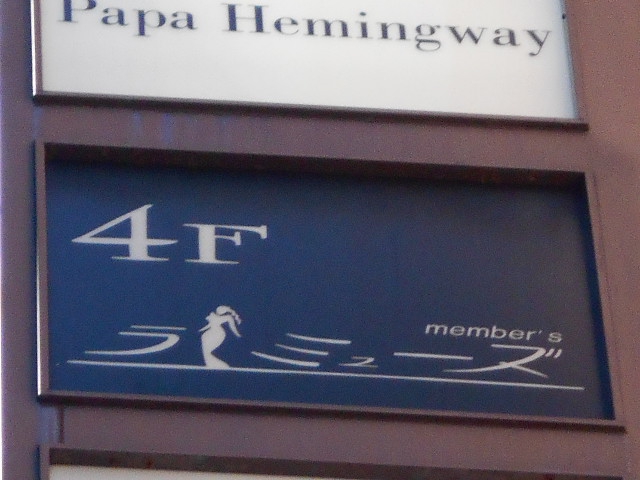 Papa Hemingway
4F
member's
ラ ミューズ